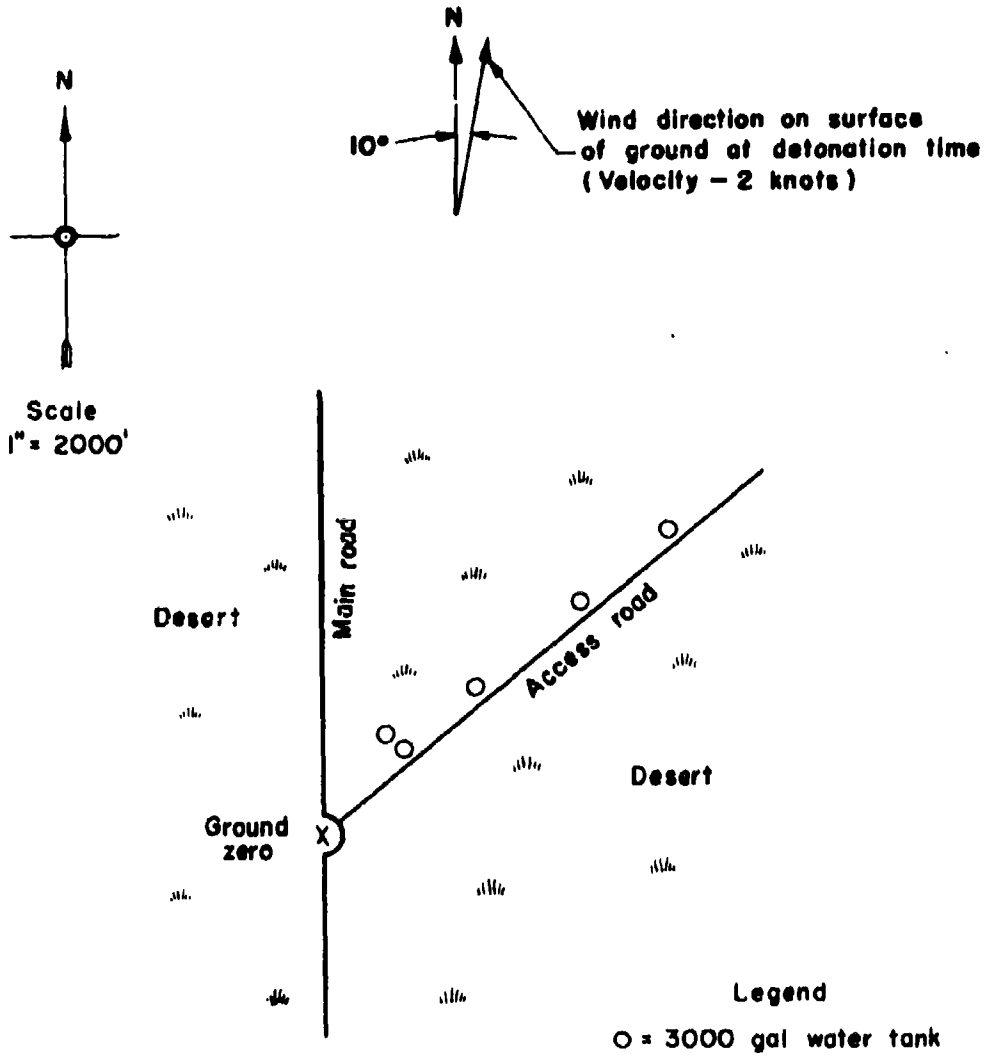 N
N
10°
Wind direction on surface
of ground at detonation time
(Velocity - 2 knots)
Scale
1" = 2000'
Main road
Desert
Access road
Desert
Ground
zero
X
Legend
O = 3000 gal water tank